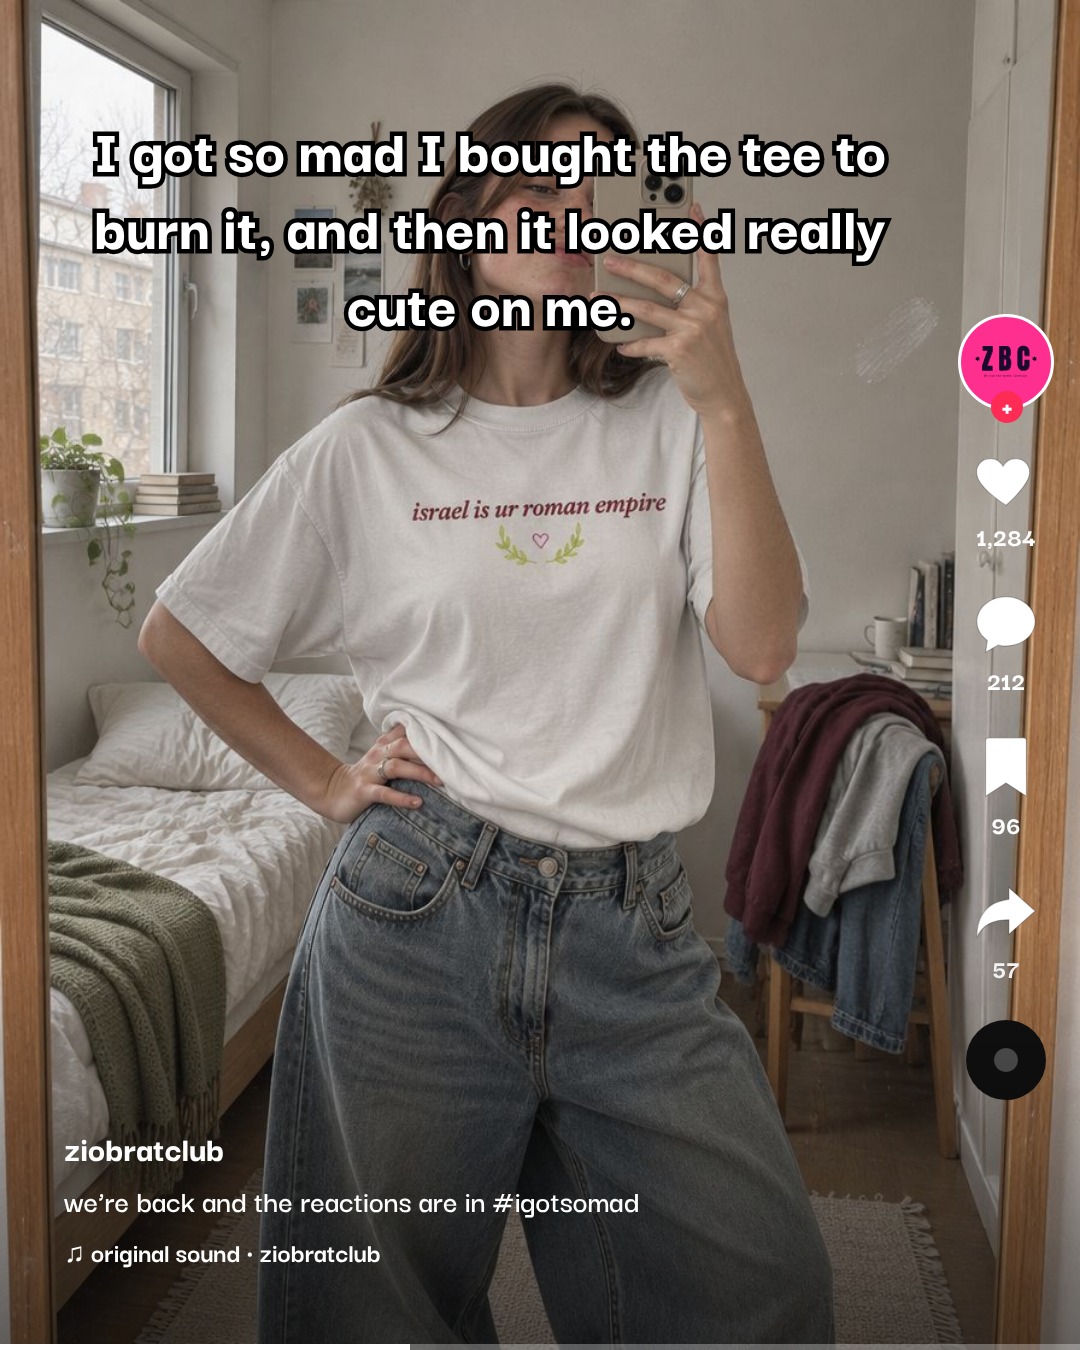 I got so mad I bought the tee to
burn it, and then it looked really
cute on me.
israel is ur roman empire
ZBC
1,284
212
96
57
ziobratclub
we're back and the reactions are in #igotsomad
♫ original sound • ziobratclub